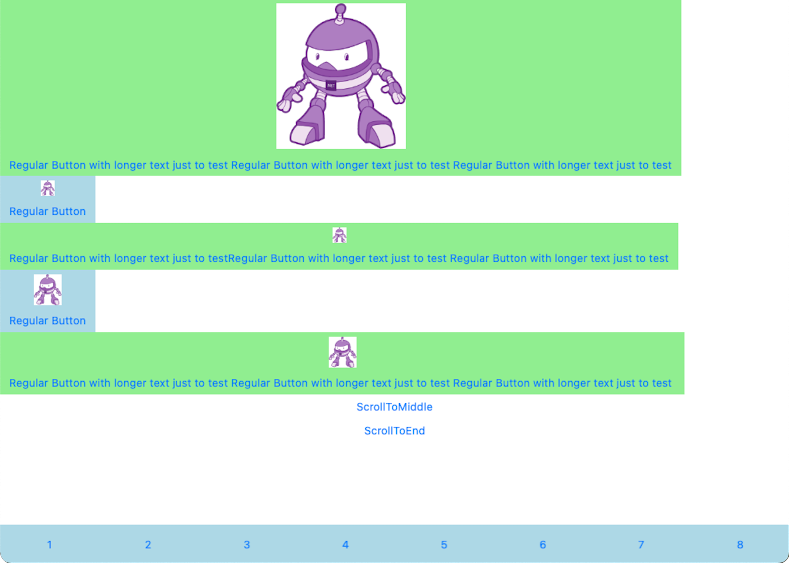 Regular Button with longer text just to test Regular Button with longer text just to test Regular Button with longer text just to test
Regular Button
Regular Button with longer text just to testRegular Button with longer text just to test Regular Button with longer text just to test
Regular Button
Regular Button with longer text just to test Regular Button with longer text just to test Regular Button with longer text just to test
ScrollToMiddle
ScrollToEnd
1 2 3 4 5 6 7 8